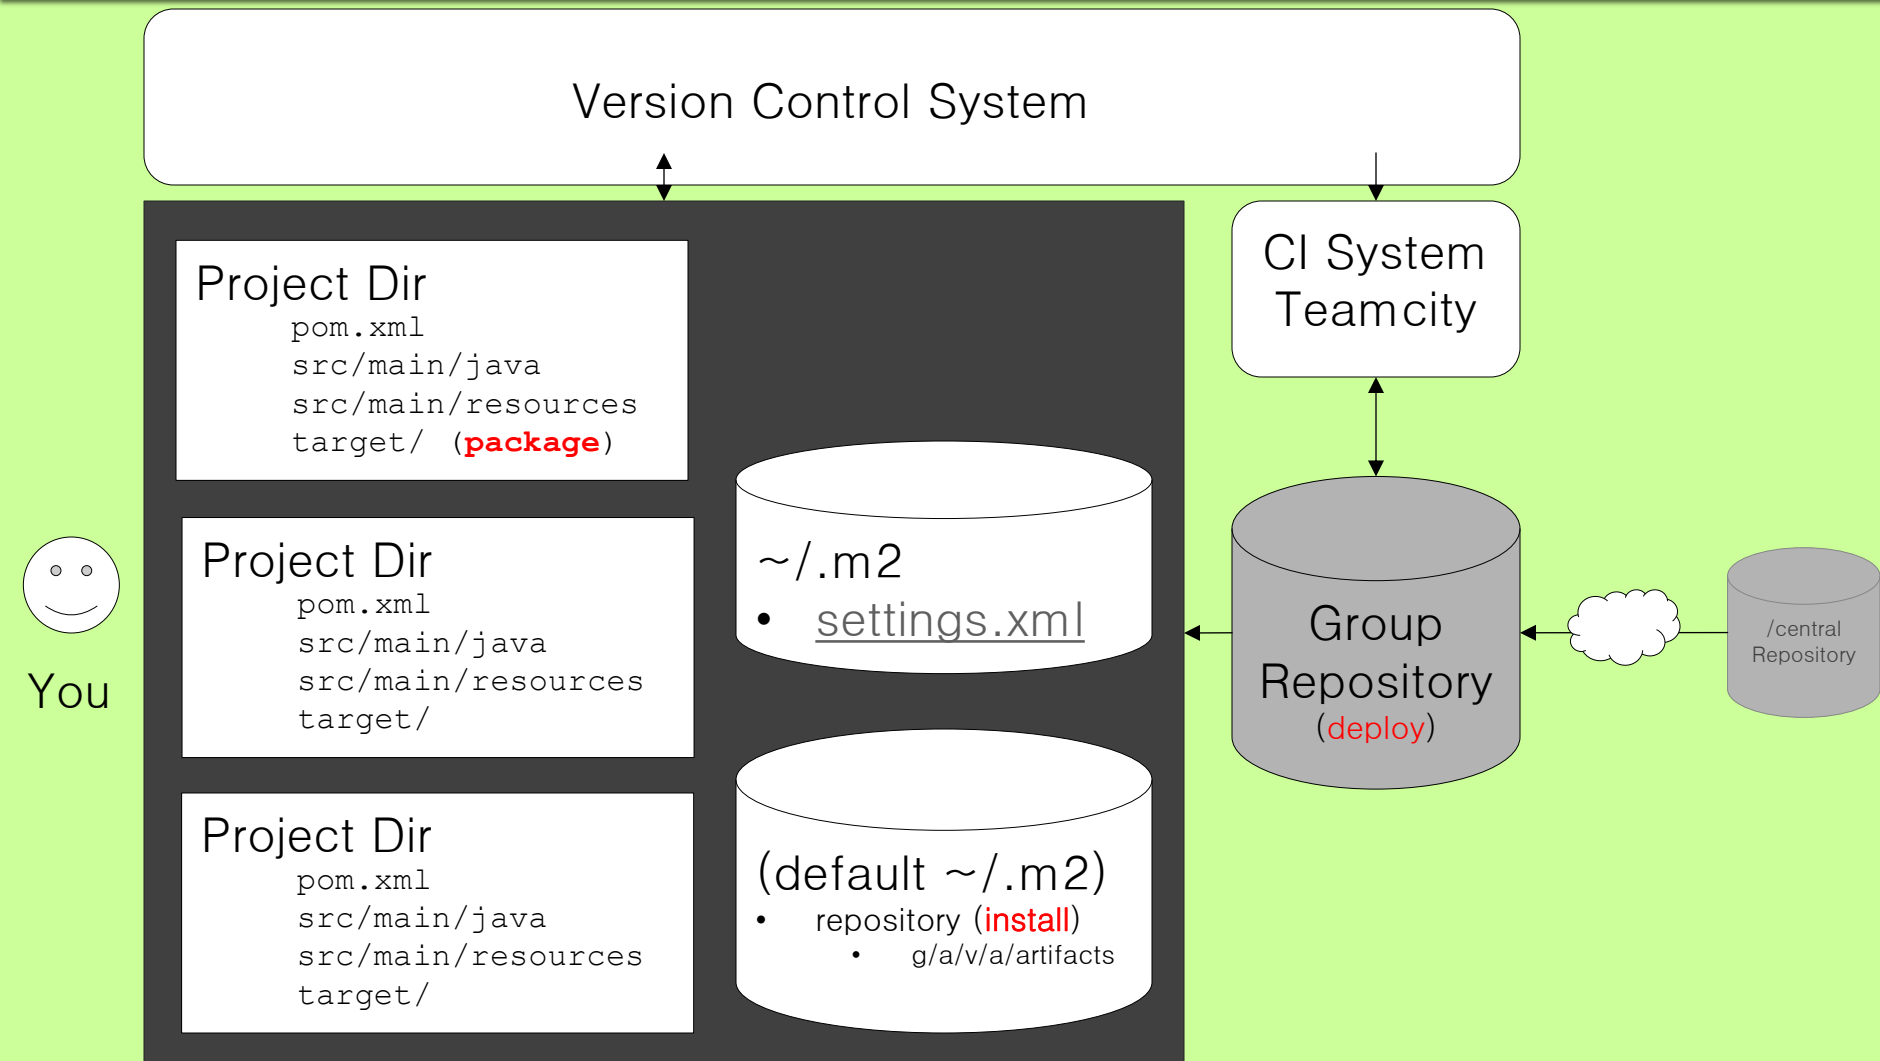 Version Control System
Project Dir
pom.xml
src/main/java
src/main/resources
target/ (package)
Project Dir
pom.xml
src/main/java
src/main/resources
target/
Project Dir
pom.xml
src/main/java
src/main/resources
target/
~/.m2
• settings.xml
(default ~/.m2)
• repository (install)
• g/a/v/a/artifacts
CI System
Teamcity
Group
Repository
(deploy)
/central
Repository
You